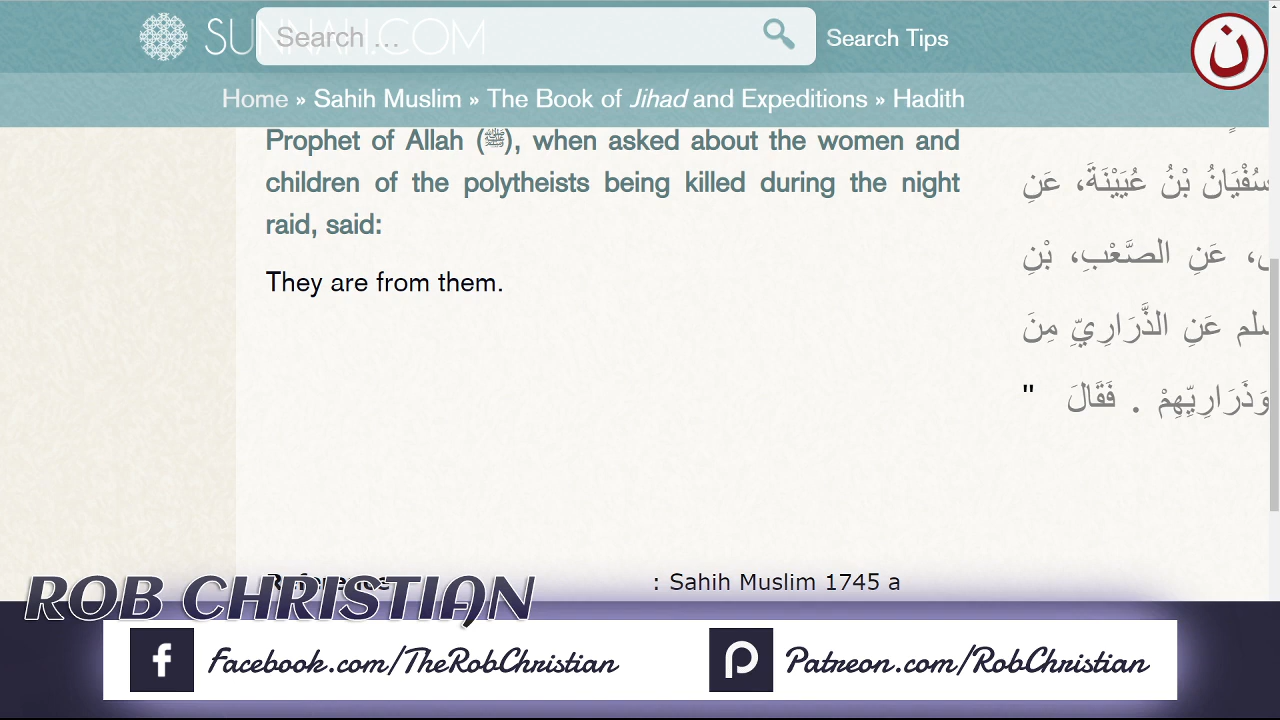 SUNNAH.COM
Search ...
Search Tips
ن
Home » Sahih Muslim » The Book of Jihad and Expeditions » Hadith
Prophet of Allah (ﷺ), when asked about the women and
children of the polytheists being killed during the night
raid, said:
They are from them.
سُفْيَانُ بْنُ عُيَيْنَةَ، عَنِ
، عَنِ الصَّعْبِ، بْنِ
عَنِ الذَّرَارِيِّ مِنَ
وَذَرَارِيِّهِمْ . فَقَالَ "
Reference : Sahih Muslim 1745 a
ROB CHRISTIAN
Facebook.com/TheRobChristian
Patreon.com/RobChristian